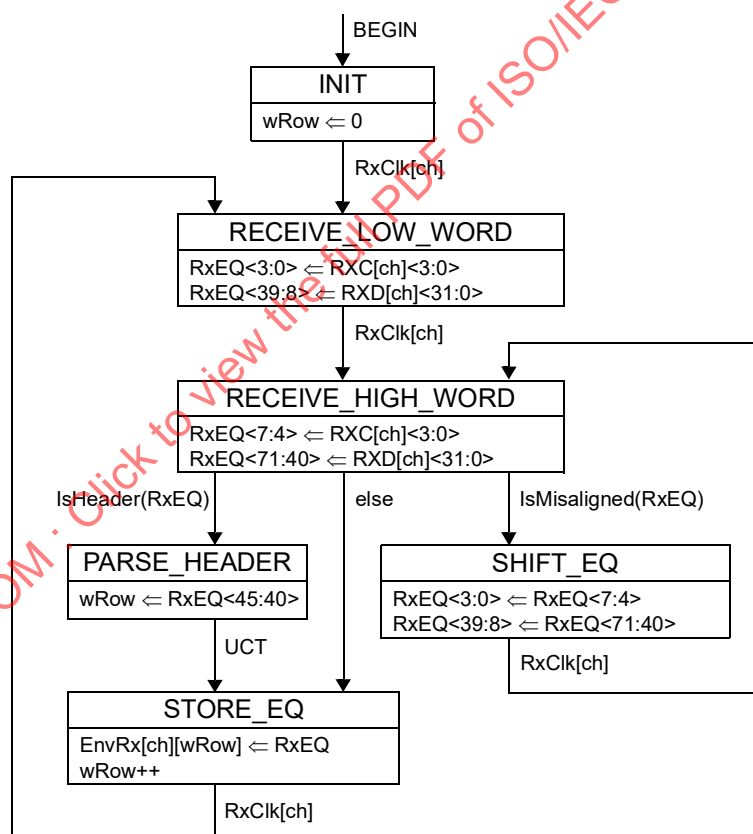 BEGIN
INIT
wRow ⇐ 0
RxClk[ch]
RECEIVE_LOW_WORD
RxEQ<3:0> ⇐ RXC[ch]<3:0>
RxEQ<39:8> ⇐ RXD[ch]<31:0>
RxClk[ch]
RECEIVE_HIGH_WORD
RxEQ<7:4> ⇐ RXC[ch]<3:0>
RxEQ<71:40> ⇐ RXD[ch]<31:0>
IsHeader(RxEQ)
else
IsMisaligned(RxEQ)
PARSE_HEADER
wRow ⇐ RxEQ<45:40>
SHIFT_EQ
RxEQ<3:0> ⇐ RxEQ<7:4>
RxEQ<39:8> ⇐ RxEQ<71:40>
UCT
RxClk[ch]
STORE_EQ
EnvRx[ch][wRow] ⇐ RxEQ
wRow++
RxClk[ch]
OM : Click to view the full PDF of ISO/IEC